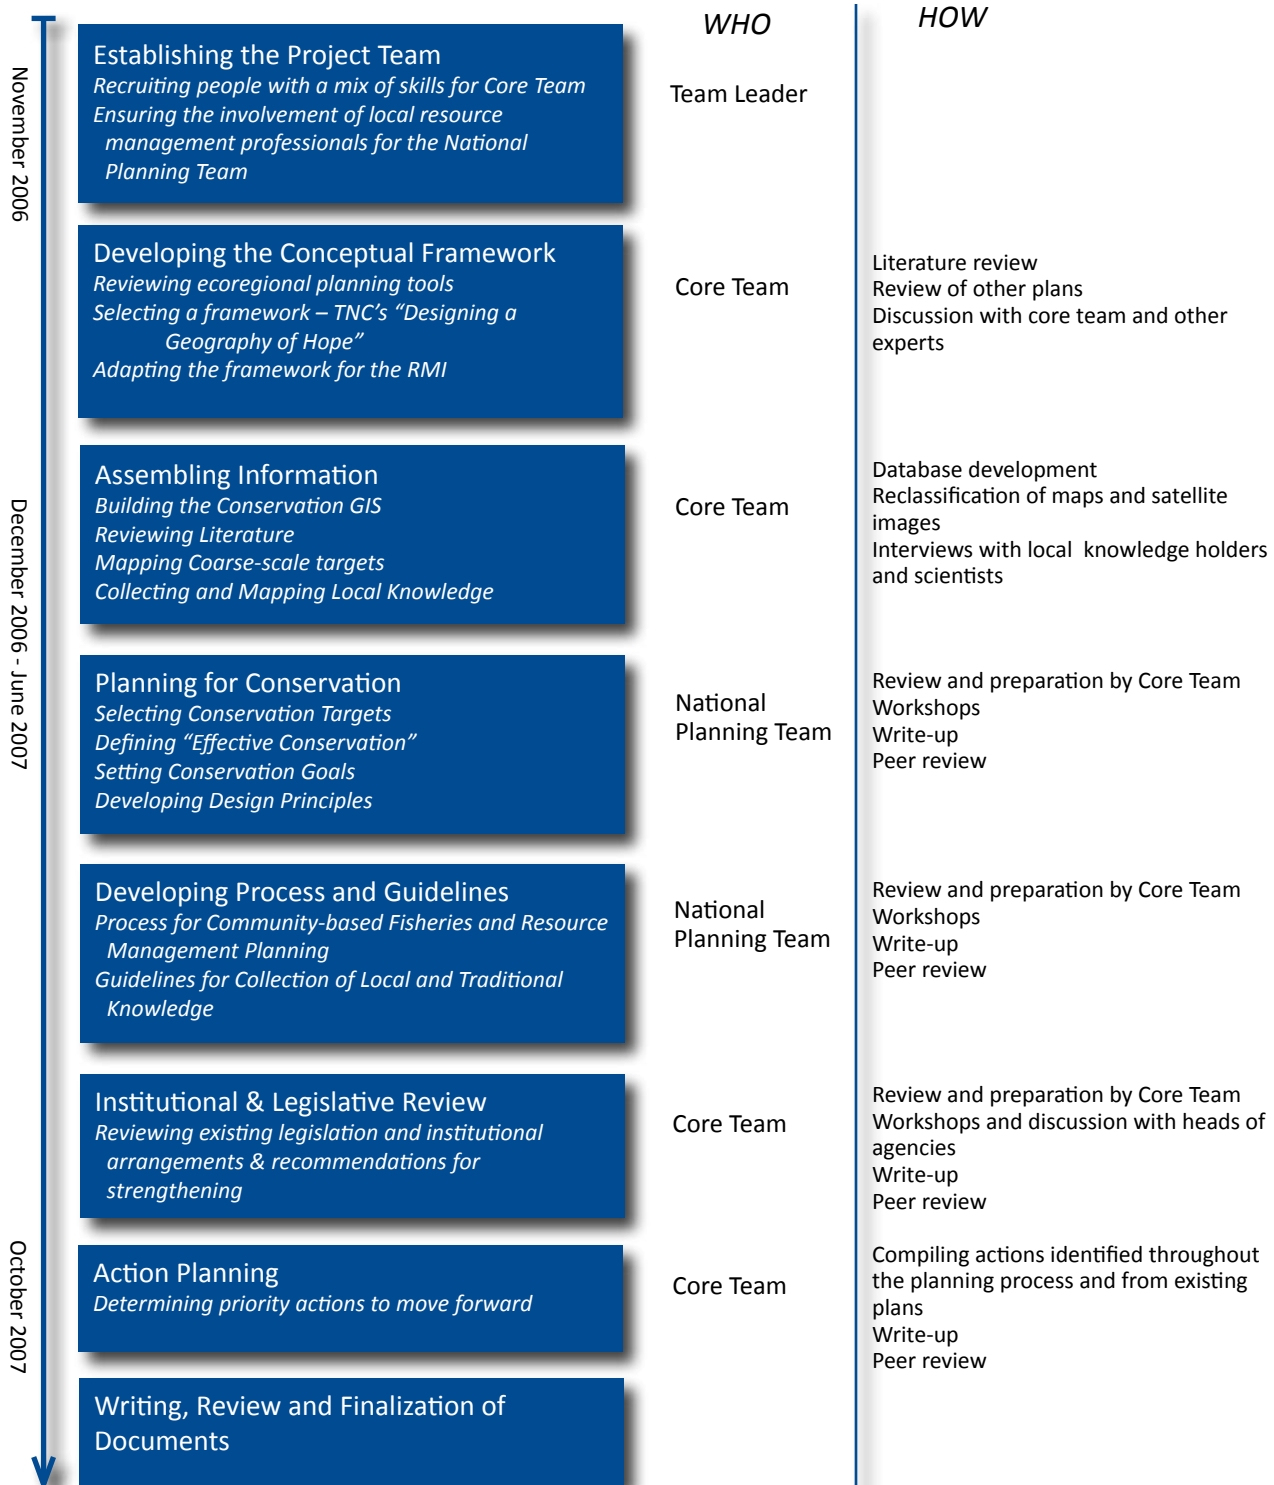 WHO
HOW
November 2006
Establishing the Project Team
Recruiting people with a mix of skills for Core Team
Ensuring the involvement of local resource
management professionals for the National
Planning Team
Team Leader
Developing the Conceptual Framework
Reviewing ecoregional planning tools
Selecting a framework – TNC's “Designing a
Geography of Hope”
Adapting the framework for the RMI
Core Team
Literature review
Review of other plans
Discussion with core team and other
experts
December 2006 - June 2007
Assembling Information
Building the Conservation GIS
Reviewing Literature
Mapping Coarse-scale targets
Collecting and Mapping Local Knowledge
Core Team
Database development
Reclassification of maps and satellite
images
Interviews with local knowledge holders
and scientists
Planning for Conservation
Selecting Conservation Targets
Defining “Effective Conservation”
Setting Conservation Goals
Developing Design Principles
National
Planning Team
Review and preparation by Core Team
Workshops
Write-up
Peer review
Developing Process and Guidelines
Process for Community-based Fisheries and Resource
Management Planning
Guidelines for Collection of Local and Traditional
Knowledge
National
Planning Team
Review and preparation by Core Team
Workshops
Write-up
Peer review
Institutional & Legislative Review
Reviewing existing legislation and institutional
arrangements & recommendations for
strengthening
Core Team
Review and preparation by Core Team
Workshops and discussion with heads of
agencies
Write-up
Peer review
October 2007
Action Planning
Determining priority actions to move forward
Core Team
Compiling actions identified throughout
the planning process and from existing
plans
Write-up
Peer review
Writing, Review and Finalization of
Documents